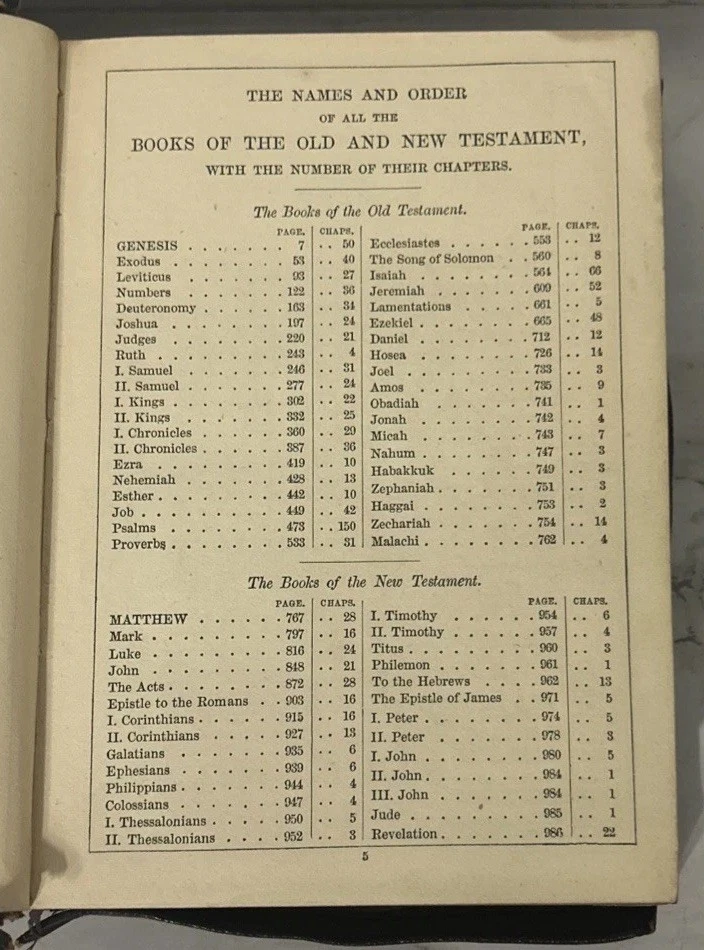 THE NAMES AND ORDER
OF ALL THE
BOOKS OF THE OLD AND NEW TESTAMENT,
WITH THE NUMBER OF THEIR CHAPTERS.
The Books of the Old Testament.
PAGE. CHAPS.
GENESIS . . . . . . . 7 . . 50
Exodus . . . . . . . 53 . . 40
Leviticus . . . . . . . 93 . . 27
Numbers . . . . . . . 122 . . 36
Deuteronomy . . . . . . 163 . . 34
Joshua . . . . . . . 197 . . 24
Judges . . . . . . . 220 . . 21
Ruth . . . . . . . . 243 . . 4
I. Samuel . . . . . . . 246 . . 31
II. Samuel . . . . . . . 277 . . 24
I. Kings . . . . . . . 302 . . 22
II. Kings . . . . . . . 332 . . 25
I. Chronicles . . . . . . 360 . . 29
II. Chronicles . . . . . . 387 . . 36
Ezra . . . . . . . . 419 . . 10
Nehemiah . . . . . . . 428 . . 13
Esther . . . . . . . . 442 . . 10
Job . . . . . . . . 449 . . 42
Psalms . . . . . . . 473 . . 150
Proverbs . . . . . . . 533 . . 31
PAGE. CHAPS.
Ecclesiastes . . . . . . 553 . . 12
The Song of Solomon . . 560 . . 8
Isaiah . . . . . . . 564 . . 66
Jeremiah . . . . . . . 609 . . 52
Lamentations . . . . . . 661 . . 5
Ezekiel . . . . . . . 665 . . 48
Daniel . . . . . . . 712 . . 12
Hosea . . . . . . . 726 . . 14
Joel . . . . . . . . 733 . . 3
Amos . . . . . . . 735 . . 9
Obadiah . . . . . . . 741 . . 1
Jonah . . . . . . . 742 . . 4
Micah . . . . . . . 743 . . 7
Nahum . . . . . . . 747 . . 3
Habakkuk . . . . . . 749 . . 3
Zephaniah . . . . . . . 751 . . 3
Haggai . . . . . . . 753 . . 2
Zechariah . . . . . . . 754 . . 14
Malachi . . . . . . . 762 . . 4
The Books of the New Testament.
PAGE. CHAPS.
MATTHEW . . . . . . 767 . . 28
Mark . . . . . . . . 797 . . 16
Luke . . . . . . . . 816 . . 24
John . . . . . . . . 848 . . 21
The Acts . . . . . . . 872 . . 28
Epistle to the Romans . . 903 . . 16
I. Corinthians . . . . . . 915 . . 16
II. Corinthians . . . . . 927 . . 13
Galatians . . . . . . 935 . . 6
Ephesians . . . . . . 939 . . 6
Philippians . . . . . . . 944 . . 4
Colossians . . . . . . 947 . . 4
I. Thessalonians . . . . . 950 . . 5
II. Thessalonians . . . . 952 . . 3
PAGE. CHAPS.
I. Timothy . . . . . . 954 . . 6
II. Timothy . . . . . . 957 . . 4
Titus . . . . . . . . 960 . . 3
Philemon . . . . . . . 961 . . 1
To the Hebrews . . . . 962 . . 13
The Epistle of James . . 971 . . 5
I. Peter . . . . . . . 974 . . 5
II. Peter . . . . . . . 978 . . 3
I. John . . . . . . . 980 . . 5
II. John . . . . . . . 984 . . 1
III. John . . . . . . . 984 . . 1
Jude . . . . . . . . 985 . . 1
Revelation . . . . . . . 986 . . 22
5